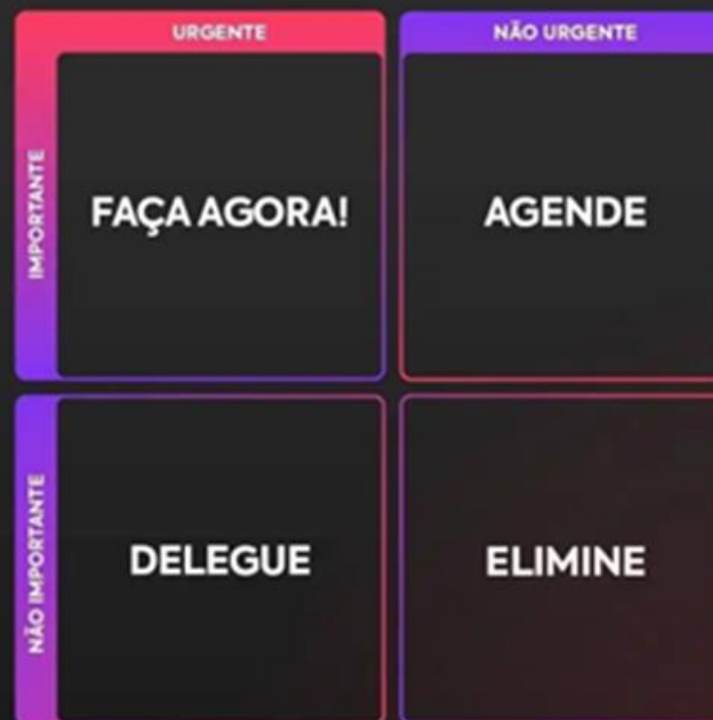 URGENTE
NÃO URGENTE
IMPORTANTE
FAÇA AGORA!
AGENDE
NÃO IMPORTANTE
DELEGUE
ELIMINE